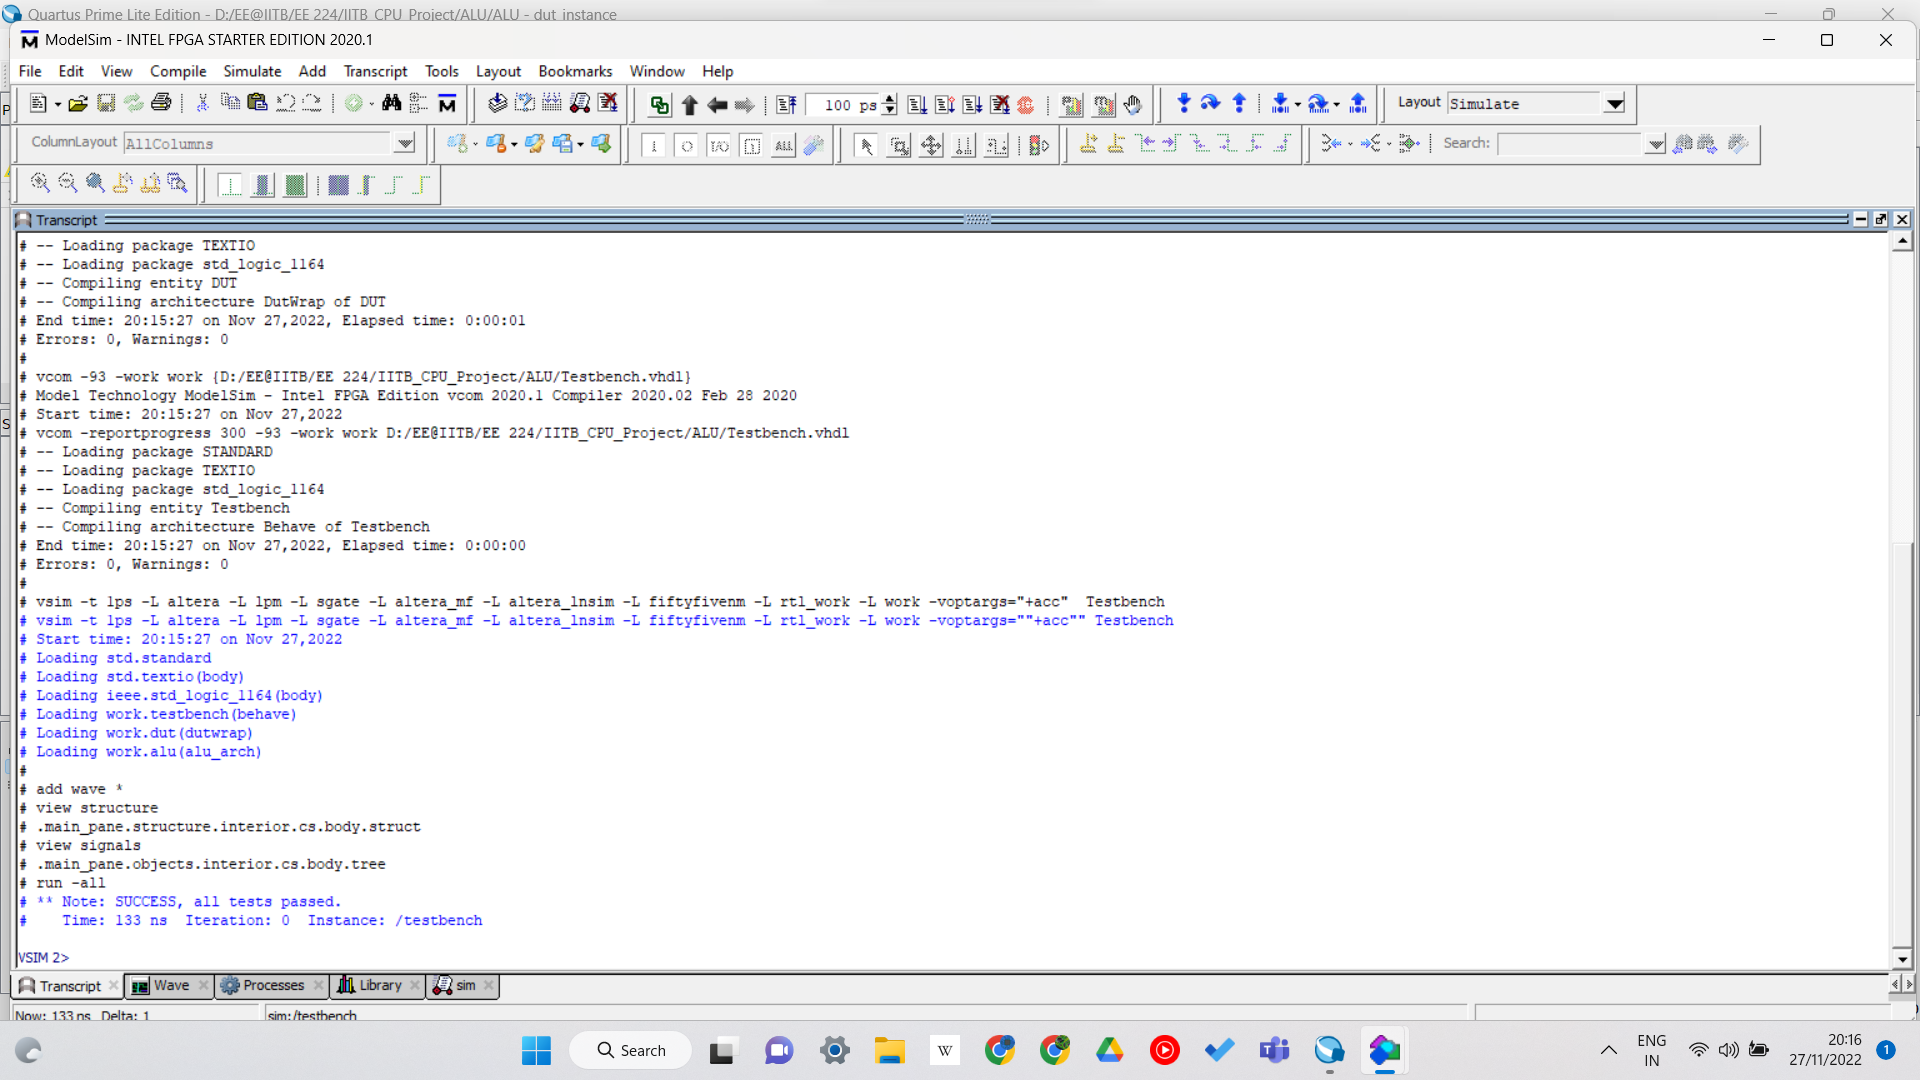 Quartus Prime Lite Edition - D:/EE@IITB/EE 224/IITB_CPU_Project/ALU/ALU - dut_instance
ModelSim - INTEL FPGA STARTER EDITION 2020.1
File Edit View Compile Simulate Add Transcript Tools Layout Bookmarks Window Help
100 ps
Layout Simulate
ColumnLayout AllColumns
ALL
Search:
Transcript
# -- Loading package TEXTIO
# -- Loading package std_logic_1164
# -- Compiling entity DUT
# -- Compiling architecture DutWrap of DUT
# End time: 20:15:27 on Nov 27,2022, Elapsed time: 0:00:01
# Errors: 0, Warnings: 0
#
# vcom -93 -work work {D:/EE@IITB/EE 224/IITB_CPU_Project/ALU/Testbench.vhdl}
# Model Technology ModelSim - Intel FPGA Edition vcom 2020.1 Compiler 2020.02 Feb 28 2020
# Start time: 20:15:27 on Nov 27,2022
# vcom -reportprogress 300 -93 -work work D:/EE@IITB/EE 224/IITB_CPU_Project/ALU/Testbench.vhdl
# -- Loading package STANDARD
# -- Loading package TEXTIO
# -- Loading package std_logic_1164
# -- Compiling entity Testbench
# -- Compiling architecture Behave of Testbench
# End time: 20:15:27 on Nov 27,2022, Elapsed time: 0:00:00
# Errors: 0, Warnings: 0
#
# vsim -t 1ps -L altera -L lpm -L sgate -L altera_mf -L altera_lnsim -L fiftyfivenm -L rtl_work -L work -voptargs="+acc"  Testbench
# vsim -t 1ps -L altera -L lpm -L sgate -L altera_mf -L altera_lnsim -L fiftyfivenm -L rtl_work -L work -voptargs=""+acc"" Testbench
# Start time: 20:15:27 on Nov 27,2022
# Loading std.standard
# Loading std.textio(body)
# Loading ieee.std_logic_1164(body)
# Loading work.testbench(behave)
# Loading work.dut(dutwrap)
# Loading work.alu(alu_arch)
#
# add wave *
# view structure
# .main_pane.structure.interior.cs.body.struct
# view signals
# .main_pane.objects.interior.cs.body.tree
# run -all
# ** Note: SUCCESS, all tests passed.
#    Time: 133 ns  Iteration: 0  Instance: /testbench
VSIM 2>
Transcript Wave Processes Library sim
Now: 133 ns Delta: 1 sim:/testbench
Search
W
ENG
IN
20:16
27/11/2022
1